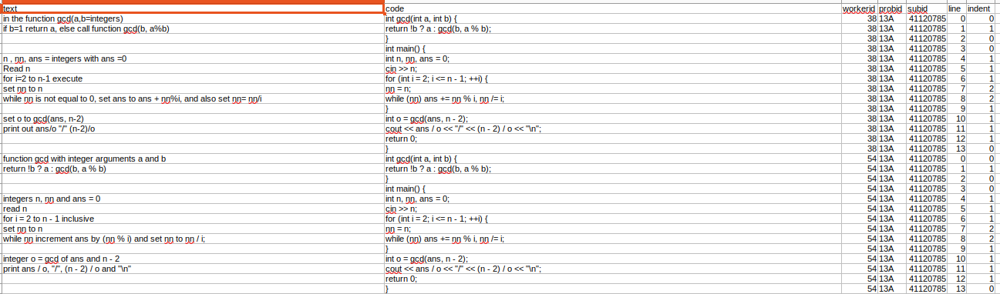 text code workerid probid subid line indent
in the function gcd(a,b=integers) int gcd(int a, int b) { 38 13A 41120785 0 0
if b=1 return a, else call function gcd(b, a%b) return !b ? a : gcd(b, a % b); 38 13A 41120785 1 1
} 38 13A 41120785 2 0
int main() { 38 13A 41120785 3 0
n , nn, ans = integers with ans =0 int n, nn, ans = 0; 38 13A 41120785 4 1
Read n cin >> n; 38 13A 41120785 5 1
for i=2 to n-1 execute for (int i = 2; i <= n - 1; ++i) { 38 13A 41120785 6 1
set nn to n nn = n; 38 13A 41120785 7 2
while nn is not equal to 0, set ans to ans + nn%i, and also set nn= nn/i while (nn) ans += nn % i, nn /= i; 38 13A 41120785 8 2
} 38 13A 41120785 9 1
set o to gcd(ans, n-2) int o = gcd(ans, n - 2); 38 13A 41120785 10 1
print out ans/o "/" (n-2)/o cout << ans / o << "/" << (n - 2) / o << "\n"; 38 13A 41120785 11 1
return 0; 38 13A 41120785 12 1
} 38 13A 41120785 13 0
function gcd with integer arguments a and b int gcd(int a, int b) { 54 13A 41120785 0 0
return !b ? a : gcd(b, a % b) return !b ? a : gcd(b, a % b); 54 13A 41120785 1 1
} 54 13A 41120785 2 0
int main() { 54 13A 41120785 3 0
integers n, nn and ans = 0 int n, nn, ans = 0; 54 13A 41120785 4 1
read n cin >> n; 54 13A 41120785 5 1
for i = 2 to n - 1 inclusive for (int i = 2; i <= n - 1; ++i) { 54 13A 41120785 6 1
set nn to n nn = n; 54 13A 41120785 7 2
while nn increment ans by (nn % i) and set nn to nn / i; while (nn) ans += nn % i, nn /= i; 54 13A 41120785 8 2
} 54 13A 41120785 9 1
integer o = gcd of ans and n - 2 int o = gcd(ans, n - 2); 54 13A 41120785 10 1
print ans / o, "/", (n - 2) / o and "\n" cout << ans / o << "/" << (n - 2) / o << "\n"; 54 13A 41120785 11 1
return 0; 54 13A 41120785 12 1
} 54 13A 41120785 13 0